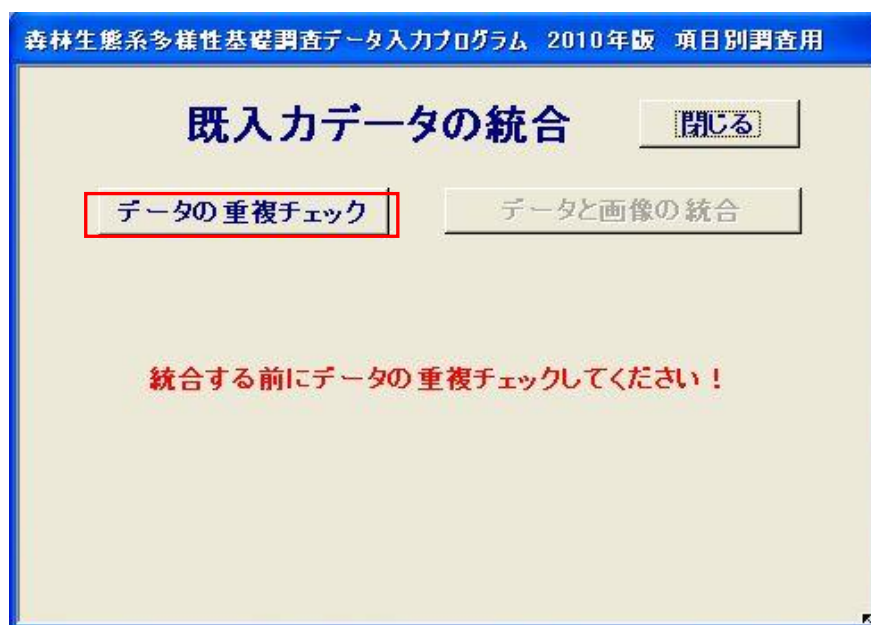 森林生態系多様性基礎調査データ入力プログラム 2010年版 項目別調査用
既入力データの統合 閉じる
データの重複チェック データと画像の統合
統合する前にデータの重複チェックしてください！